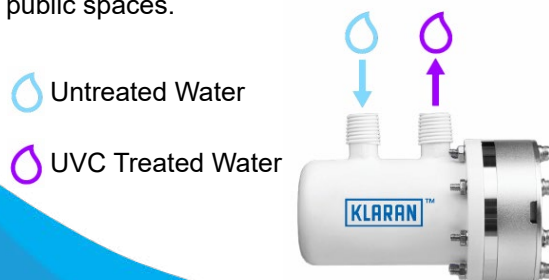 public spaces.
Untreated Water
UVC Treated Water
KLARAN™